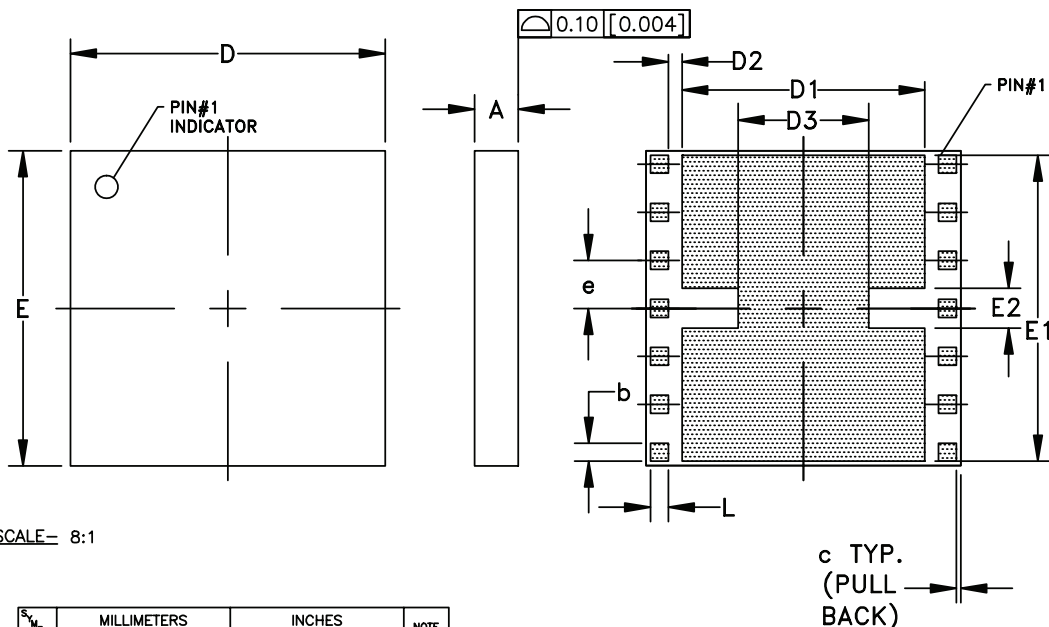 0.10 [0.004]
D
D2
D1
PIN#1
PIN#1
INDICATOR
A
D3
e
E
E2
E1
b
L
SCALE- 8:1
c TYP.
(PULL
BACK)
SYM- MILLIMETERS INCHES NOTE